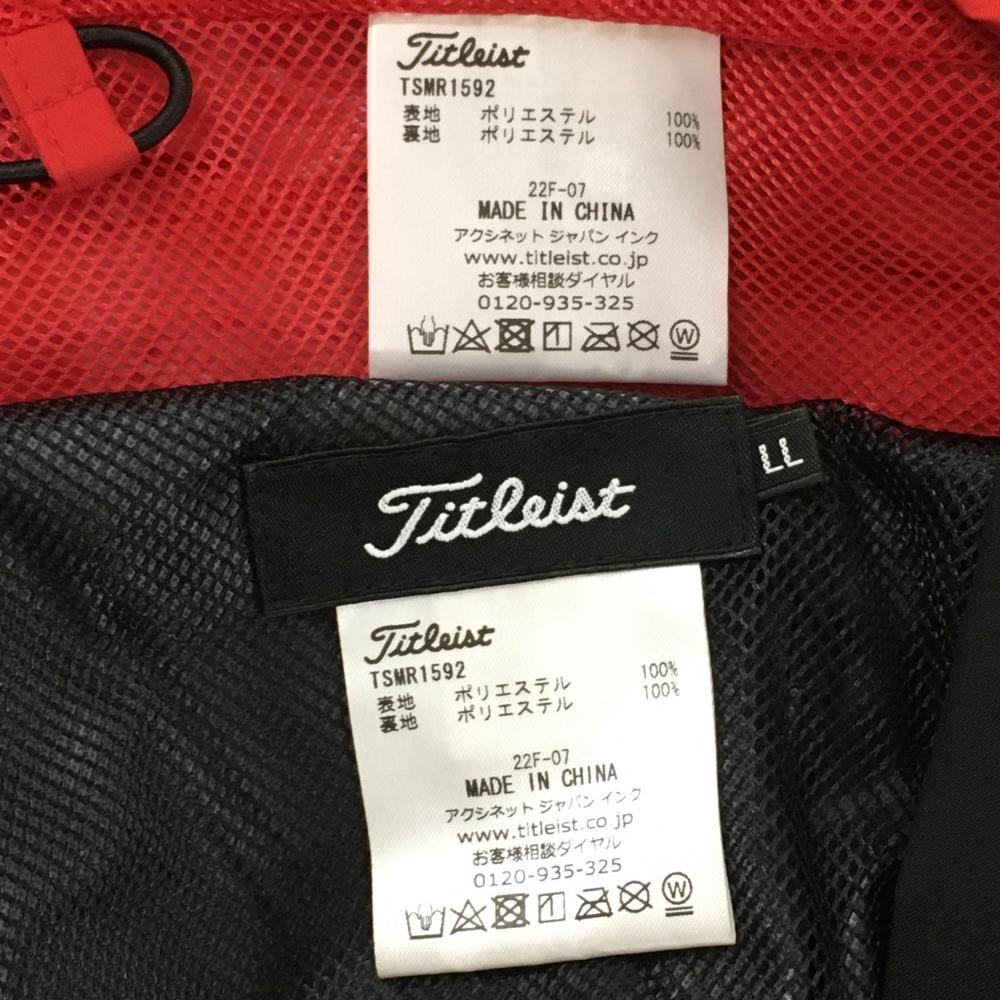 Titleist
TSMR1592
表地 ポリエステル 100%
裏地 ポリエステル 100%
22F-07
MADE IN CHINA
アクシネット ジャパン インク
www.titleist.co.jp
お客様相談ダイヤル
0120-935-325
W
LL
Titleist
Titleist
TSMR1592
表地 ポリエステル 100%
裏地 ポリエステル 100%
22F-07
MADE IN CHINA
アクシネット ジャパン インク
www.titleist.co.jp
お客様相談ダイヤル
0120-935-325
W